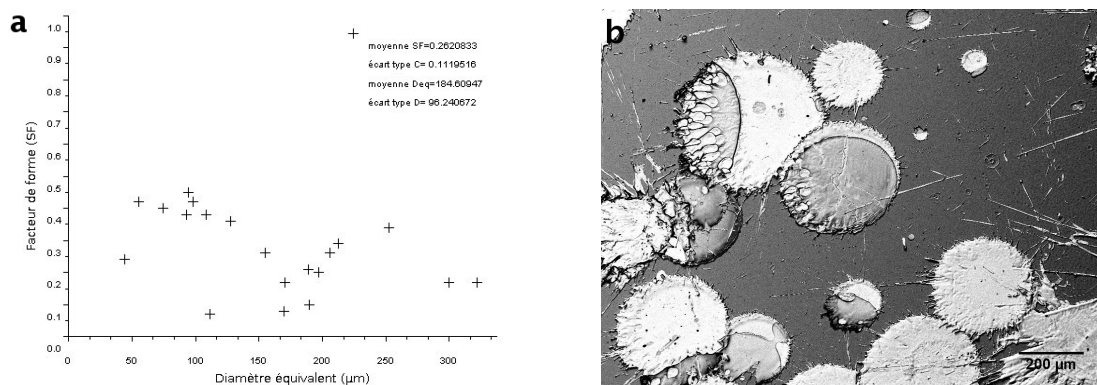 a
1.0
0.9
0.8
0.7
0.6
0.5
0.4
0.3
0.2
0.1
0.0
0
50
100
150
200
250
300
Facteur de forme (SF)
Diamètre équivalent (µm)
moyenne SF=0.2620833
écart type C= 0.1119516
moyenne Deq=184.60947
écart type D= 96.240672
b
200 µm